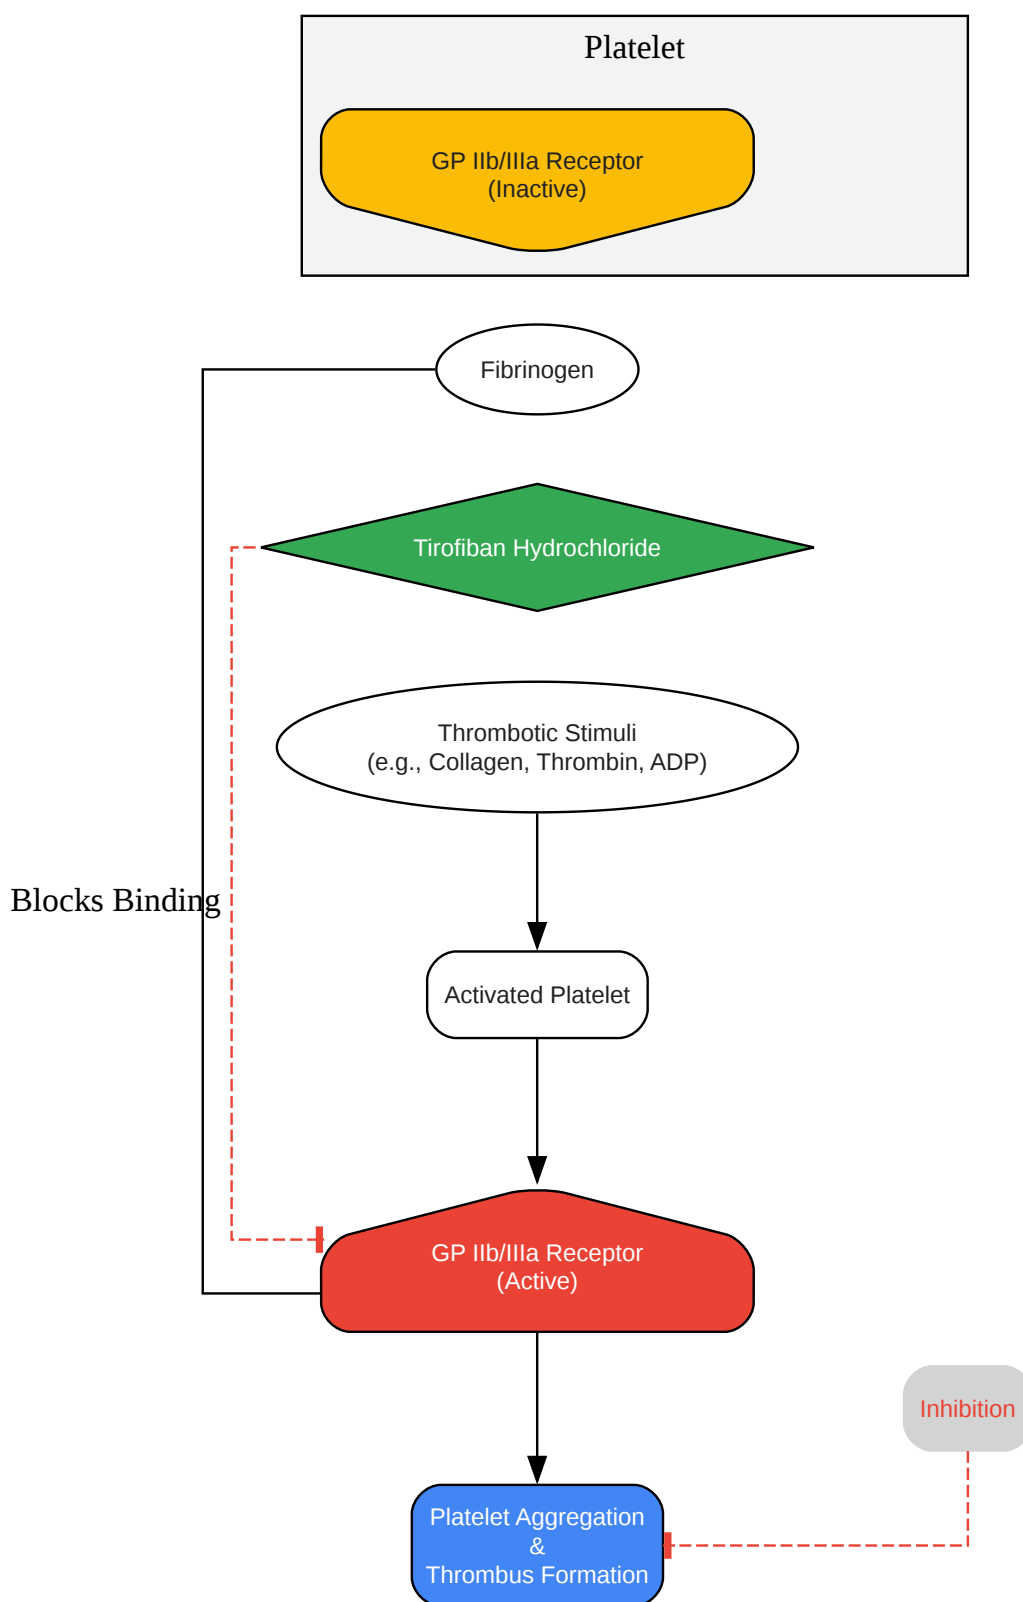 Platelet
GP IIb/IIIa Receptor
(Inactive)
Fibrinogen
Tirofiban Hydrochloride
Thrombotic Stimuli
(e.g., Collagen, Thrombin, ADP)
Blocks Binding
Activated Platelet
GP IIb/IIIa Receptor
(Active)
Inhibition
Platelet Aggregation
&
Thrombus Formation